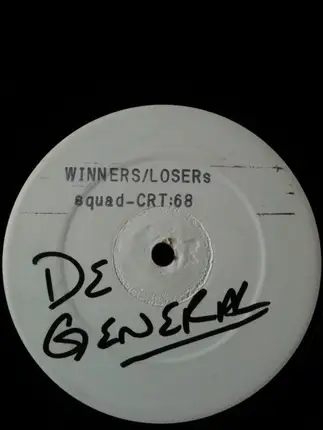 WINNERS/LOSERs
squad-CRT:68
DE
GENERAL